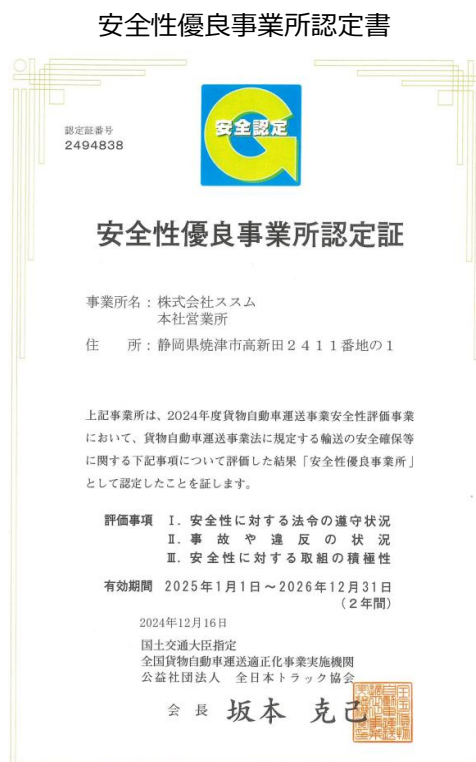 安全性優良事業所認定書
認定証番号
2494838
安全認定
安全性優良事業所認定証
事業所名：株式会社ススム
本社営業所
住　所：静岡県焼津市高新田２４１１番地の１
上記事業所は、2024年度貨物自動車運送事業安全性評価事業
において、貨物自動車運送事業法に規定する輸送の安全確保等
に関する下記事項について評価した結果「安全性優良事業所」
として認定したことを証します。
評価事項　Ⅰ．安全性に対する法令の遵守状況
Ⅱ．事故や違反の状況
Ⅲ．安全性に対する取組の積極性
有効期間　2025年1月1日～2026年12月31日
（２年間）
2024年12月16日
国土交通大臣指定
全国貨物自動車運送適正化事業実施機関
公益社団法人　全日本トラック協会
会長　坂本　克己